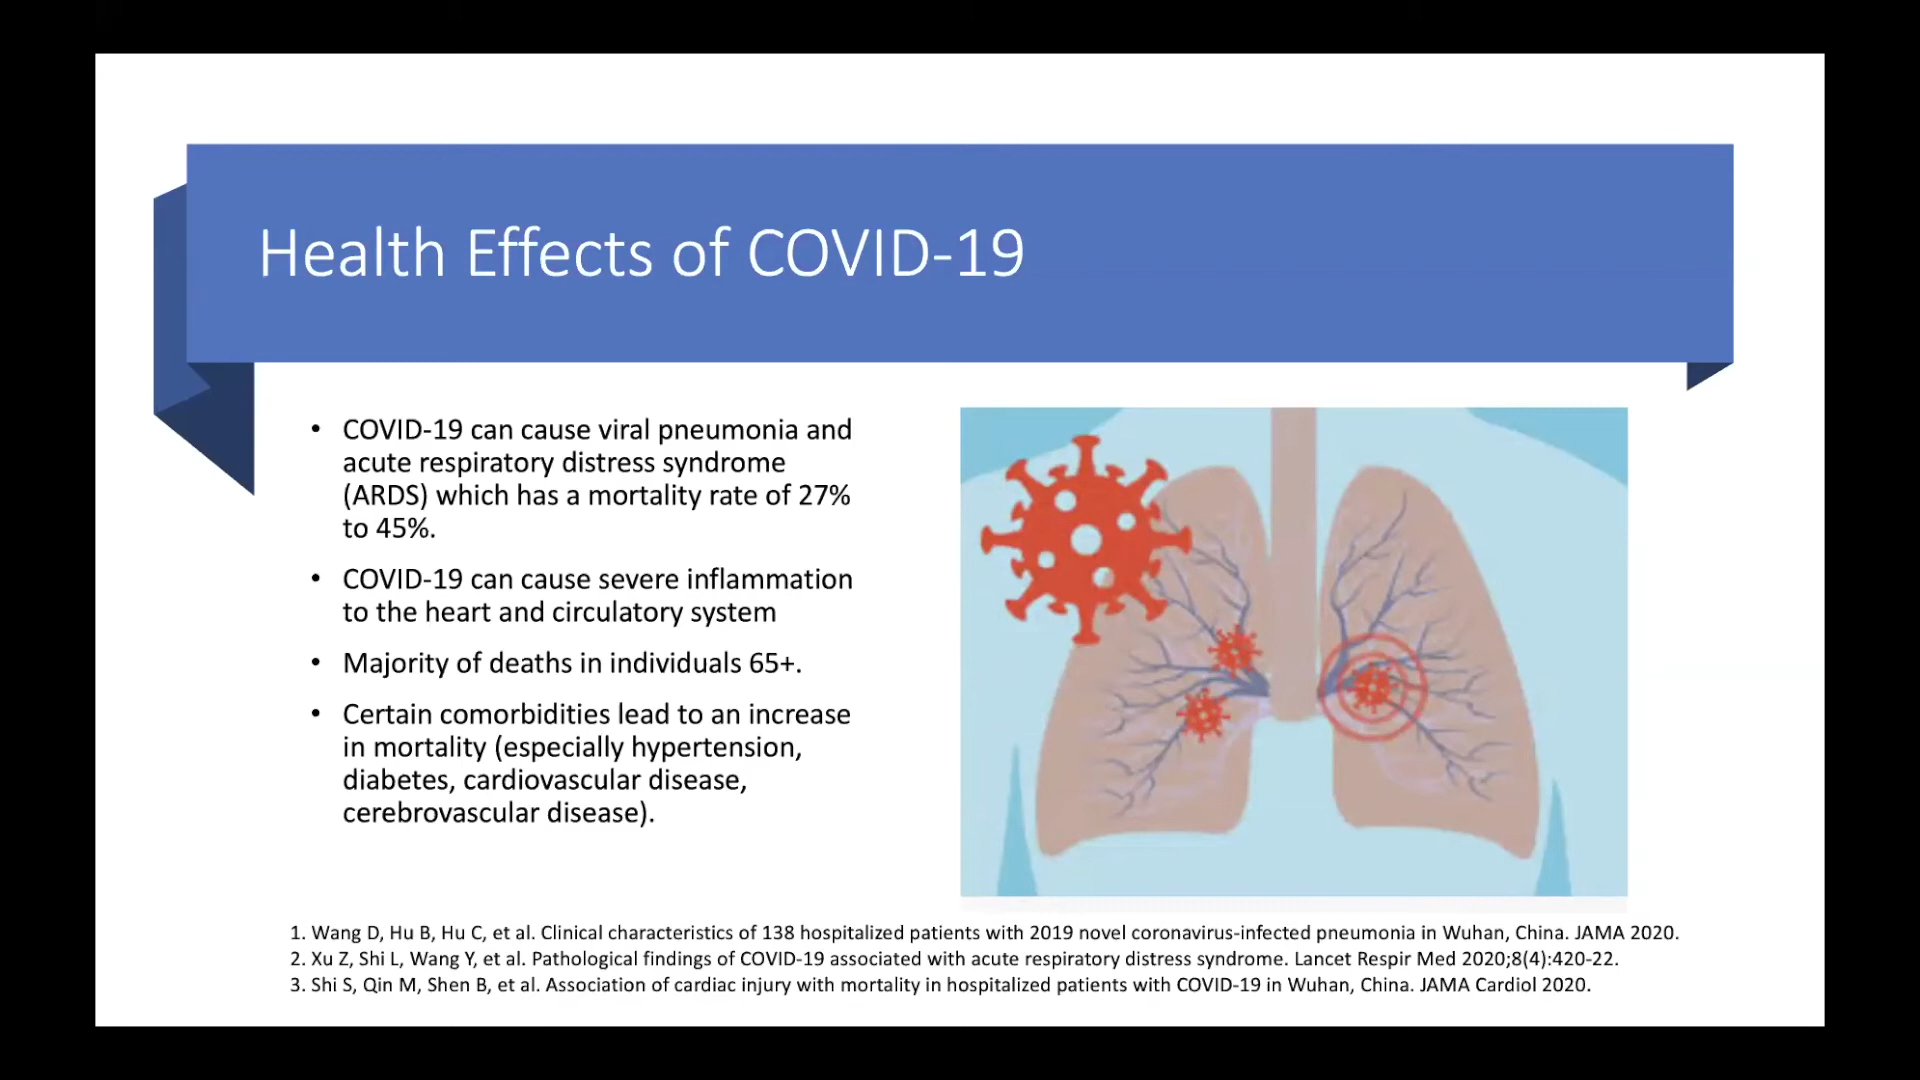 Health Effects of COVID-19
• COVID-19 can cause viral pneumonia and
acute respiratory distress syndrome
(ARDS) which has a mortality rate of 27%
to 45%.
• COVID-19 can cause severe inflammation
to the heart and circulatory system
• Majority of deaths in individuals 65+.
• Certain comorbidities lead to an increase
in mortality (especially hypertension,
diabetes, cardiovascular disease,
cerebrovascular disease).
1. Wang D, Hu B, Hu C, et al. Clinical characteristics of 138 hospitalized patients with 2019 novel coronavirus-infected pneumonia in Wuhan, China. JAMA 2020.
2. Xu Z, Shi L, Wang Y, et al. Pathological findings of COVID-19 associated with acute respiratory distress syndrome. Lancet Respir Med 2020;8(4):420-22.
3. Shi S, Qin M, Shen B, et al. Association of cardiac injury with mortality in hospitalized patients with COVID-19 in Wuhan, China. JAMA Cardiol 2020.